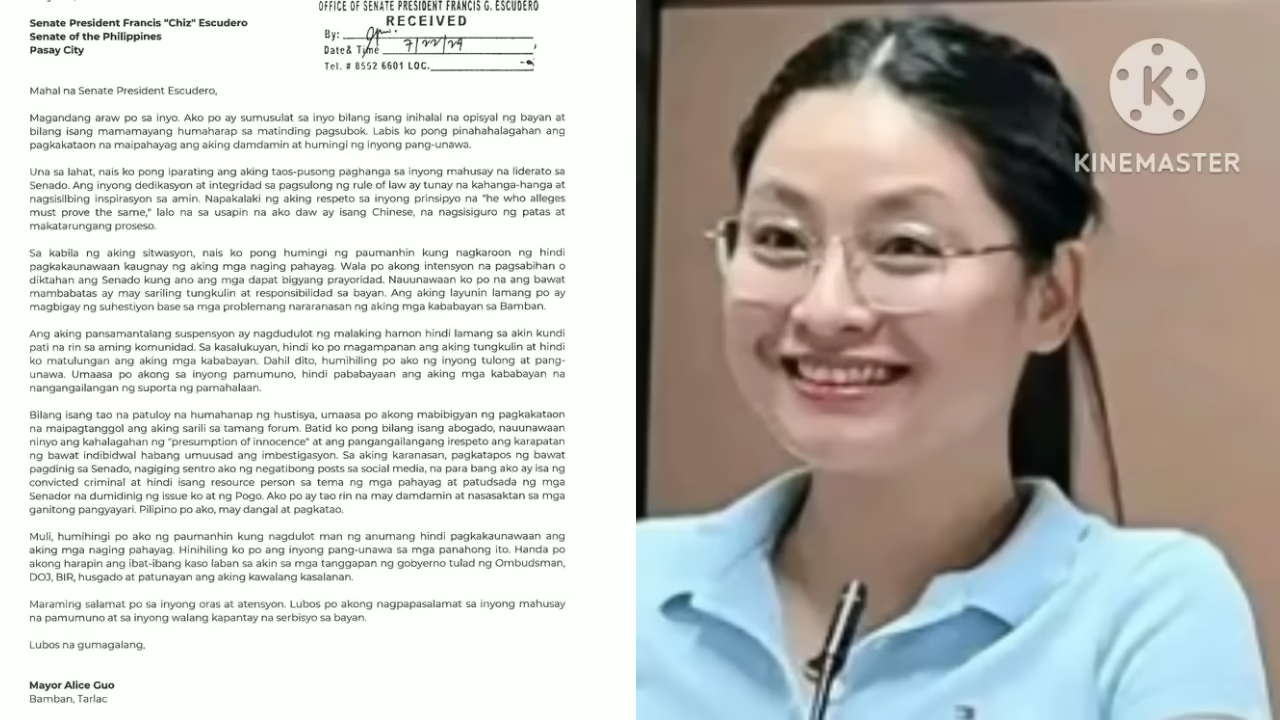 OFFICE OF SENATE PRESIDENT FRANCIS G. ESCUDERO
RECEIVED
By:
Date & Time 7/22/24
Tel. # 8552 6601 LOC.
Senate President Francis "Chiz" Escudero
Senate of the Philippines
Pasay City
Mahal na Senate President Escudero,
Magandang araw po sa inyo. Ako po ay sumusulat sa inyo bilang isang inihalal na opisyal ng bayan at
bilang isang mamamayang humaharap sa matinding pagsubok. Labis ko pong pinahahalagahan ang
pagkakataon na maipahayag ang aking damdamin at humingi ng inyong pang-unawa.
Una sa lahat, nais ko pong iparating ang aking taos-pusong paghanga sa inyong mahusay na liderato sa
Senado. Ang inyong dedikasyon at integridad sa pagsulong ng rule of law ay tunay na kahanga-hanga at
nagsisilbing inspirasyon sa amin. Napakalaki ng aking respeto sa inyong prinsipyo na "he who alleges
must prove the same," lalo na sa usapin na ako daw ay isang Chinese, na nagsisiguro ng patas at
makatarungang proseso.
Sa kabila ng aking sitwasyon, nais ko pong humingi ng paumanhin kung nagkaroon ng hindi
pagkakaunawaan kaugnay ng aking mga naging pahayag. Wala po akong intensyon na pagsabihan o
diktahan ang Senado kung ano ang mga dapat bigyang prayoridad. Nauunawaan ko po na ang bawat
mambabatas ay may sariling tungkulin at responsibilidad sa bayan. Ang aking layunin lamang po ay
magbigay ng suhestiyon base sa mga problemang nararanasan ng aking mga kababayan sa Bamban.
Ang aking pansamantalang suspensyon ay nagdudulot ng malaking hamon hindi lamang sa akin kundi
pati na rin sa aming komunidad. Sa kasalukuyan, hindi ko po magampanan ang aking tungkulin at hindi
ko matulungan ang aking mga kababayan. Dahil dito, humihiling po ako ng inyong tulong at pang-
unawa. Umaasa po akong sa inyong pamumuno, hindi pababayaan ang aking mga kababayan na
nangangailangan ng suporta ng pamahalaan.
Bilang isang tao na patuloy na humahanap ng hustisya, umaasa po akong mabibigyan ng pagkakataon
na maipagtanggol ang aking sarili sa tamang forum. Batid ko pong bilang isang abogado, nauunawaan
ninyo ang kahalagahan ng "presumption of innocence" at ang pangangailangang irespeto ang karapatan
ng bawat indibidwal habang umuusad ang imbestigasyon. Sa aking karanasan, pagkatapos ng bawat
pagdinig sa Senado, nagiging sentro ako ng negatibong posts sa social media, na para bang ako ay isa ng
convicted criminal at hindi isang resource person sa tema ng mga pahayag at patudsada ng mga
Senador na dumidinig ng issue ko at ng Pogo. Ako po ay tao rin na may damdamin at nasasaktan sa mga
ganitong pangyayari. Pilipino po ako, may dangal at pagkatao.
Muli, humihingi po ako ng paumanhin kung nagdulot man ng anumang hindi pagkakaunawaan ang
aking mga naging pahayag. Hinihiling ko po ang inyong pang-unawa sa mga panahong ito. Handa po
akong harapin ang ibat-ibang kaso laban sa akin sa mga tanggapan ng gobyerno tulad ng Ombudsman,
DOJ, BIR, husgado at patunayan ang aking kawalang kasalanan.
Maraming salamat po sa inyong oras at atensyon. Lubos po akong nagpapasalamat sa inyong mahusay
na pamumuno at sa inyong walang kapantay na serbisyo sa bayan.
Lubos na gumagalang,
Mayor Alice Guo
Bamban, Tarlac
K
KINEMASTER